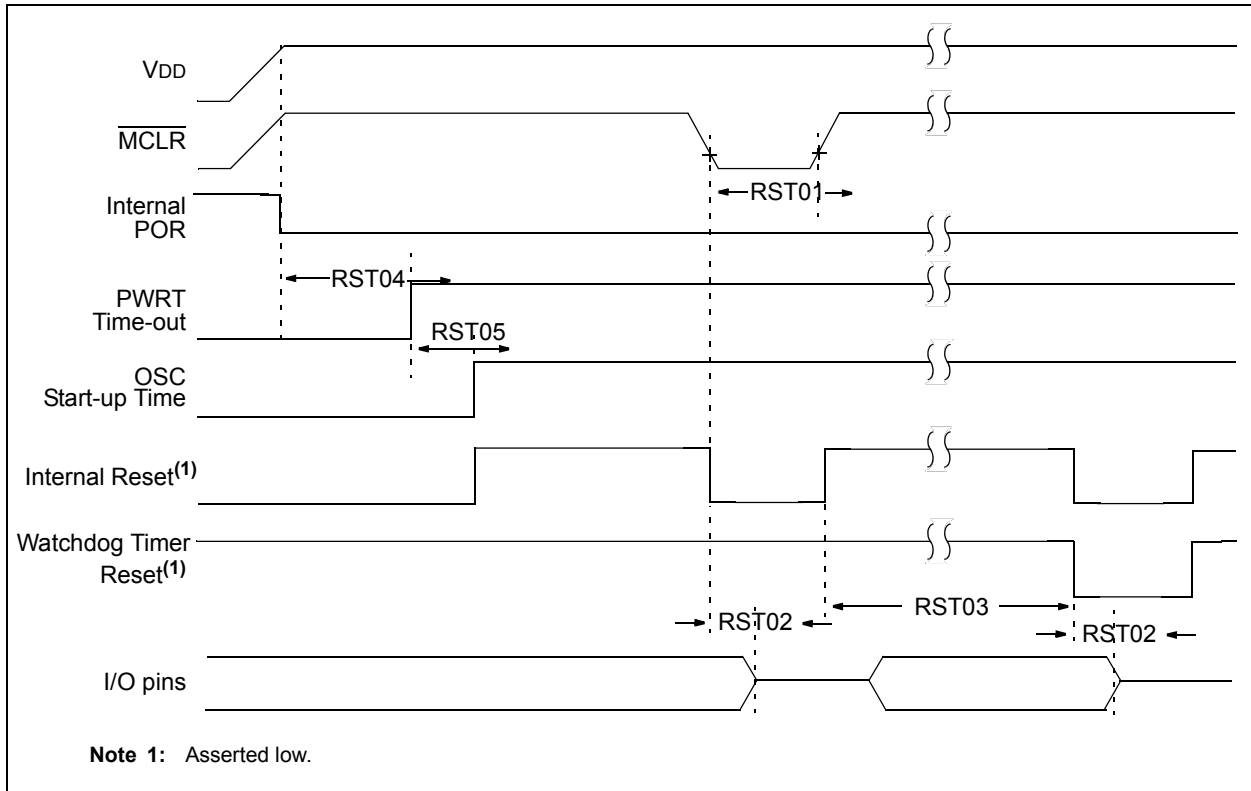 VDD
MCLR
Internal
POR
RST01
RST04
PWRT
Time-out
RST05
OSC
Start-up Time
Internal Reset(1)
Watchdog Timer
Reset(1)
RST03
RST02
RST02
I/O pins
Note 1: Asserted low.